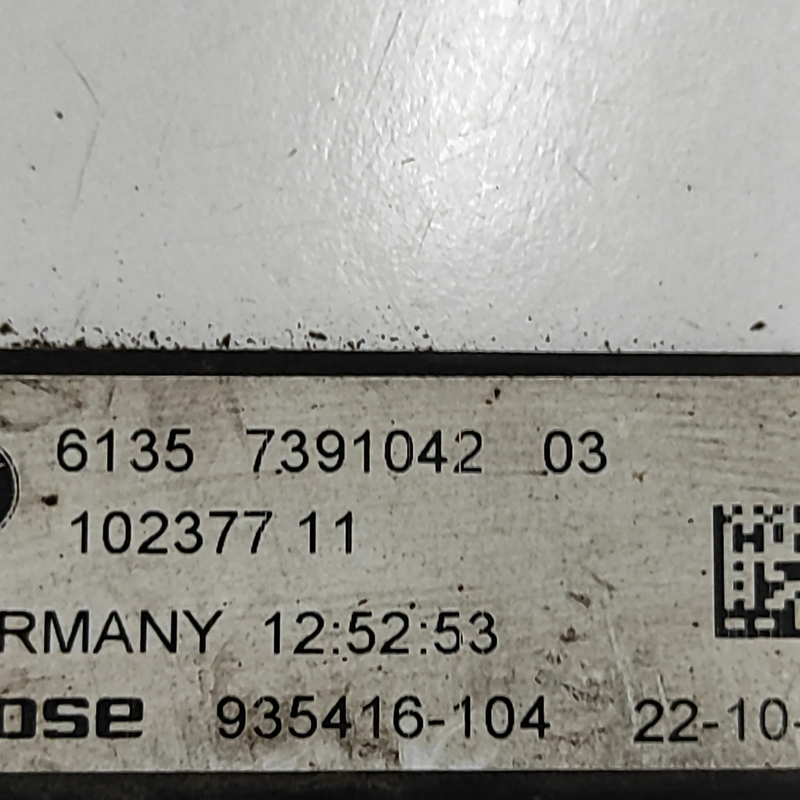 6135 7391042 03
102377 11
RMANY 12:52:53
ose 935416-104 22-10-